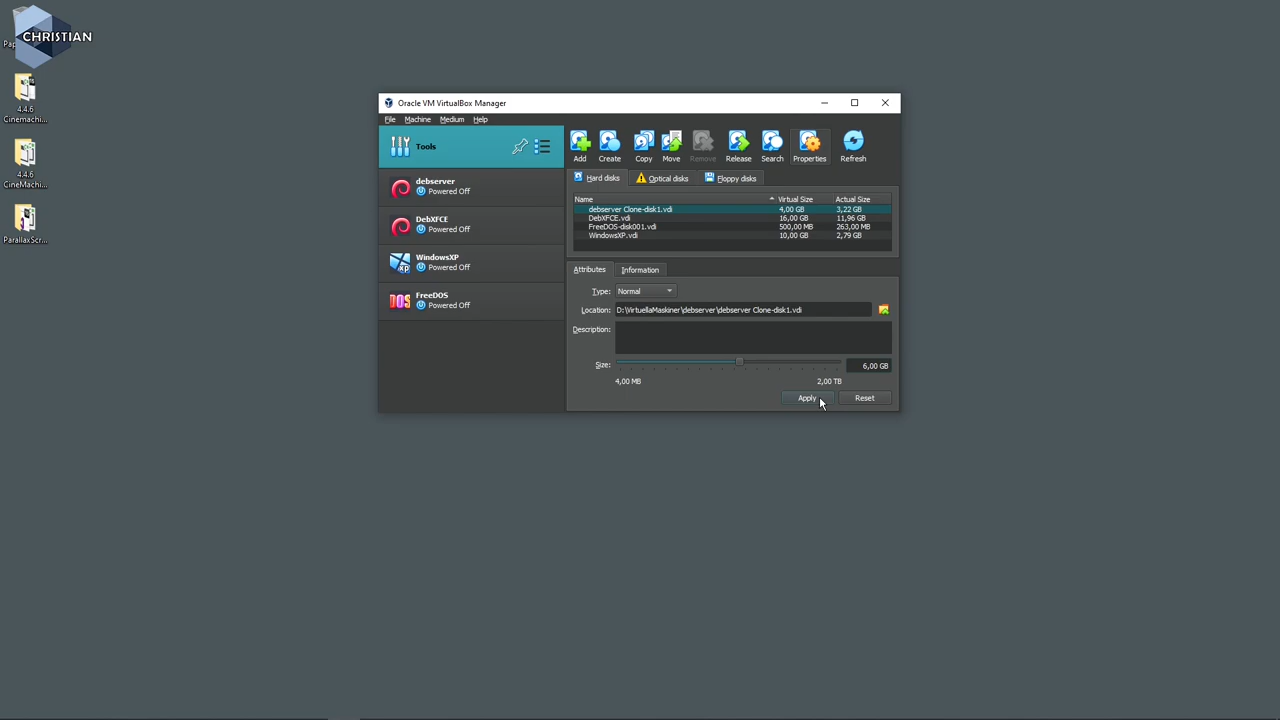 CHRISTIAN
4.4.6
Cinemachi...
4.4.6
CineMachi...
ParallaxScr...
Oracle VM VirtualBox Manager
File Machine Medium Help
Tools
debserver
Powered Off
DebXFCE
Powered Off
WindowsXP
Powered Off
FreeDOS
Powered Off
Add Create Copy Move Remove Release Search Properties Refresh
Hard disks Optical disks Floppy disks
Name Virtual Size Actual Size
debserver Clone-disk1.vdi 4,00 GB 3,22 GB
DebXFCE.vdi 16,00 GB 11,96 GB
FreeDOS-disk001.vdi 500,00 MB 263,00 MB
WindowsXP.vdi 10,00 GB 2,79 GB
Attributes Information
Type: Normal
Location: D:\VirtuellaMaskiner\debserver\debserver Clone-disk1.vdi
Description:
Size: 6,00 GB
4,00 MB 2,00 TB
Apply Reset